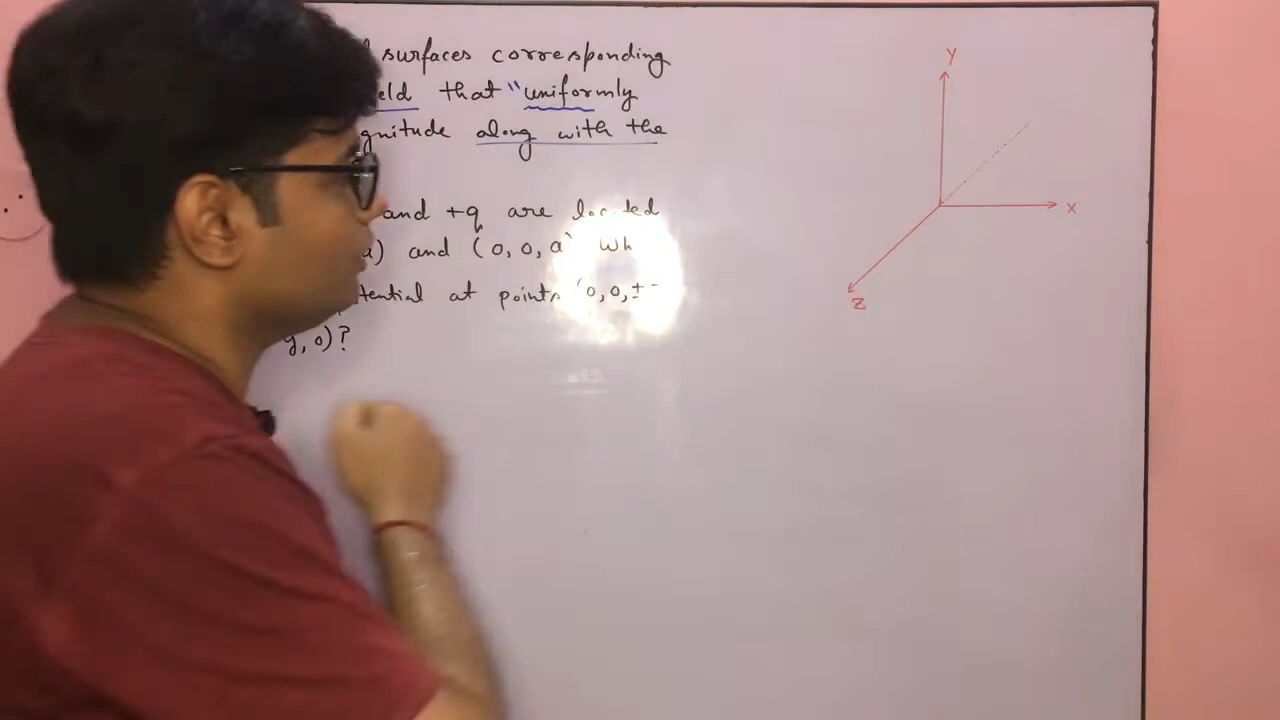 surfaces corresponding
eld that "uniformly
gnitude along with the
and +q are located
a) and (0, 0, a) Wh
tential at points (0, 0, ±
y, 0)?
Y
X
Z